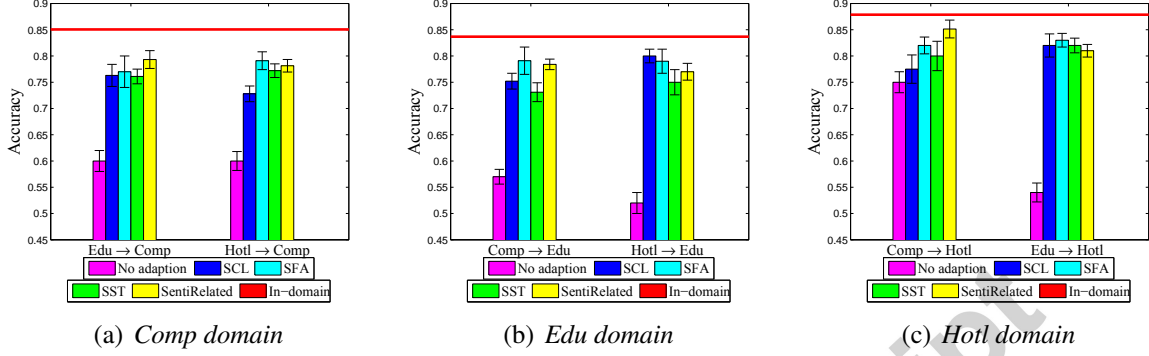 0.9
0.85
0.8
0.75
0.7
0.65
0.6
0.55
0.5
0.45
Accuracy
Edu → Comp
Hotl → Comp
No adaption
SCL
SFA
SST
SentiRelated
In−domain
(a) Comp domain
0.9
0.85
0.8
0.75
0.7
0.65
0.6
0.55
0.5
0.45
Accuracy
Comp → Edu
Hotl → Edu
No adaption
SCL
SFA
SST
SentiRelated
In−domain
(b) Edu domain
0.9
0.85
0.8
0.75
0.7
0.65
0.6
0.55
0.5
0.45
Accuracy
Comp → Hotl
Edu → Hotl
No adaption
SCL
SFA
SST
SentiRelated
In−domain
(c) Hotl domain